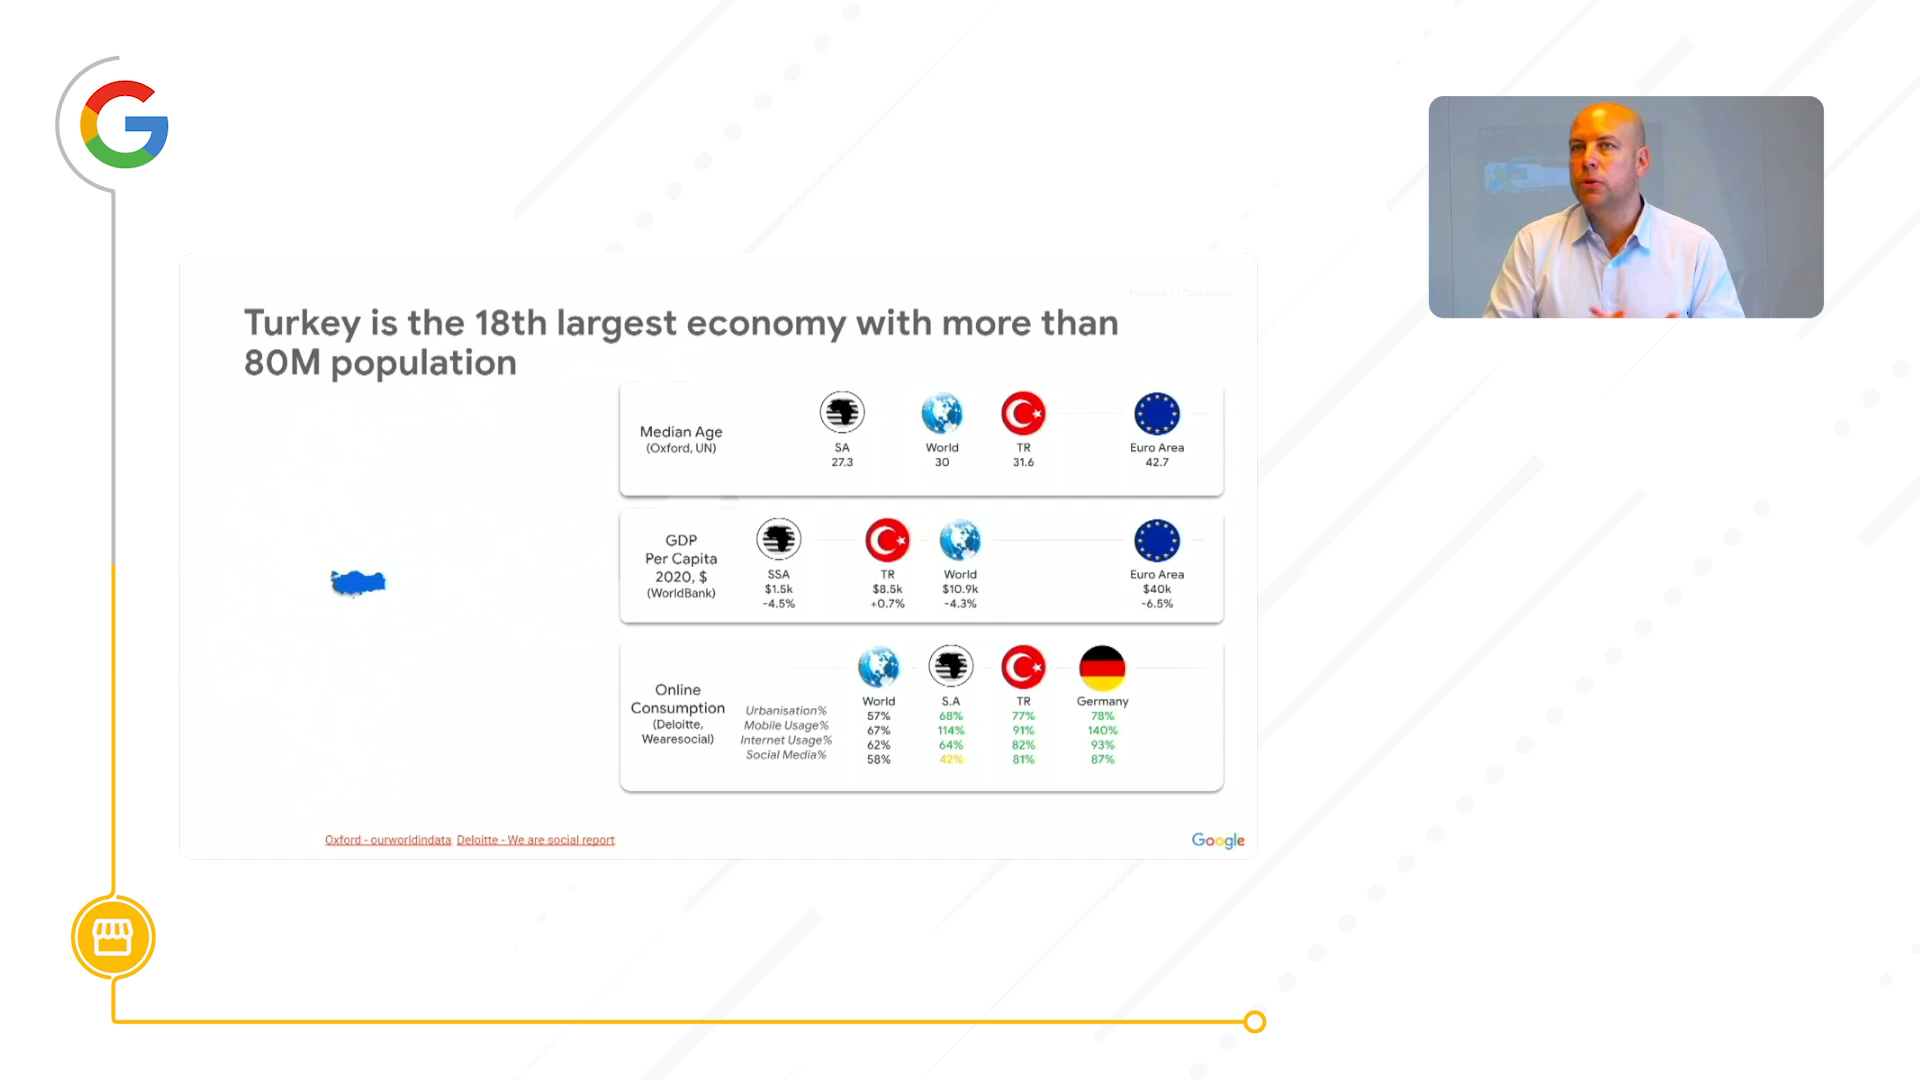 Proprietary + Confidential
Turkey is the 18th largest economy with more than
80M population
Median Age
(Oxford, UN)
SA
27.3
World
30
TR
31.6
Euro Area
42.7
GDP
Per Capita
2020, $
(WorldBank)
SSA
$1.5k
-4.5%
TR
$8.5k
+0.7%
World
$10.9k
-4.3%
Euro Area
$40k
-6.5%
Online
Consumption
(Deloitte,
Wearesocial)
World S.A TR Germany
Urbanisation% 57% 68% 77% 78%
Mobile Usage% 67% 114% 91% 140%
Internet Usage% 62% 64% 82% 93%
Social Media% 58% 42% 81% 87%
Oxford - ourworldindata Deloitte - We are social report
Google